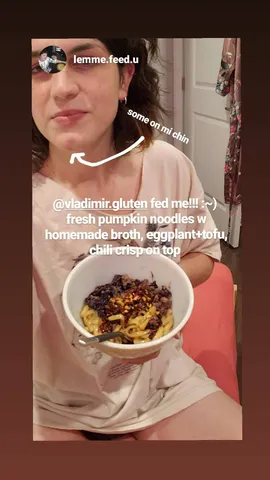 lemme.feed.u
some on mi chin
@vladimir.gluten fed me!!! :~)
fresh pumpkin noodles w
homemade broth, eggplant+tofu,
chili crisp on top